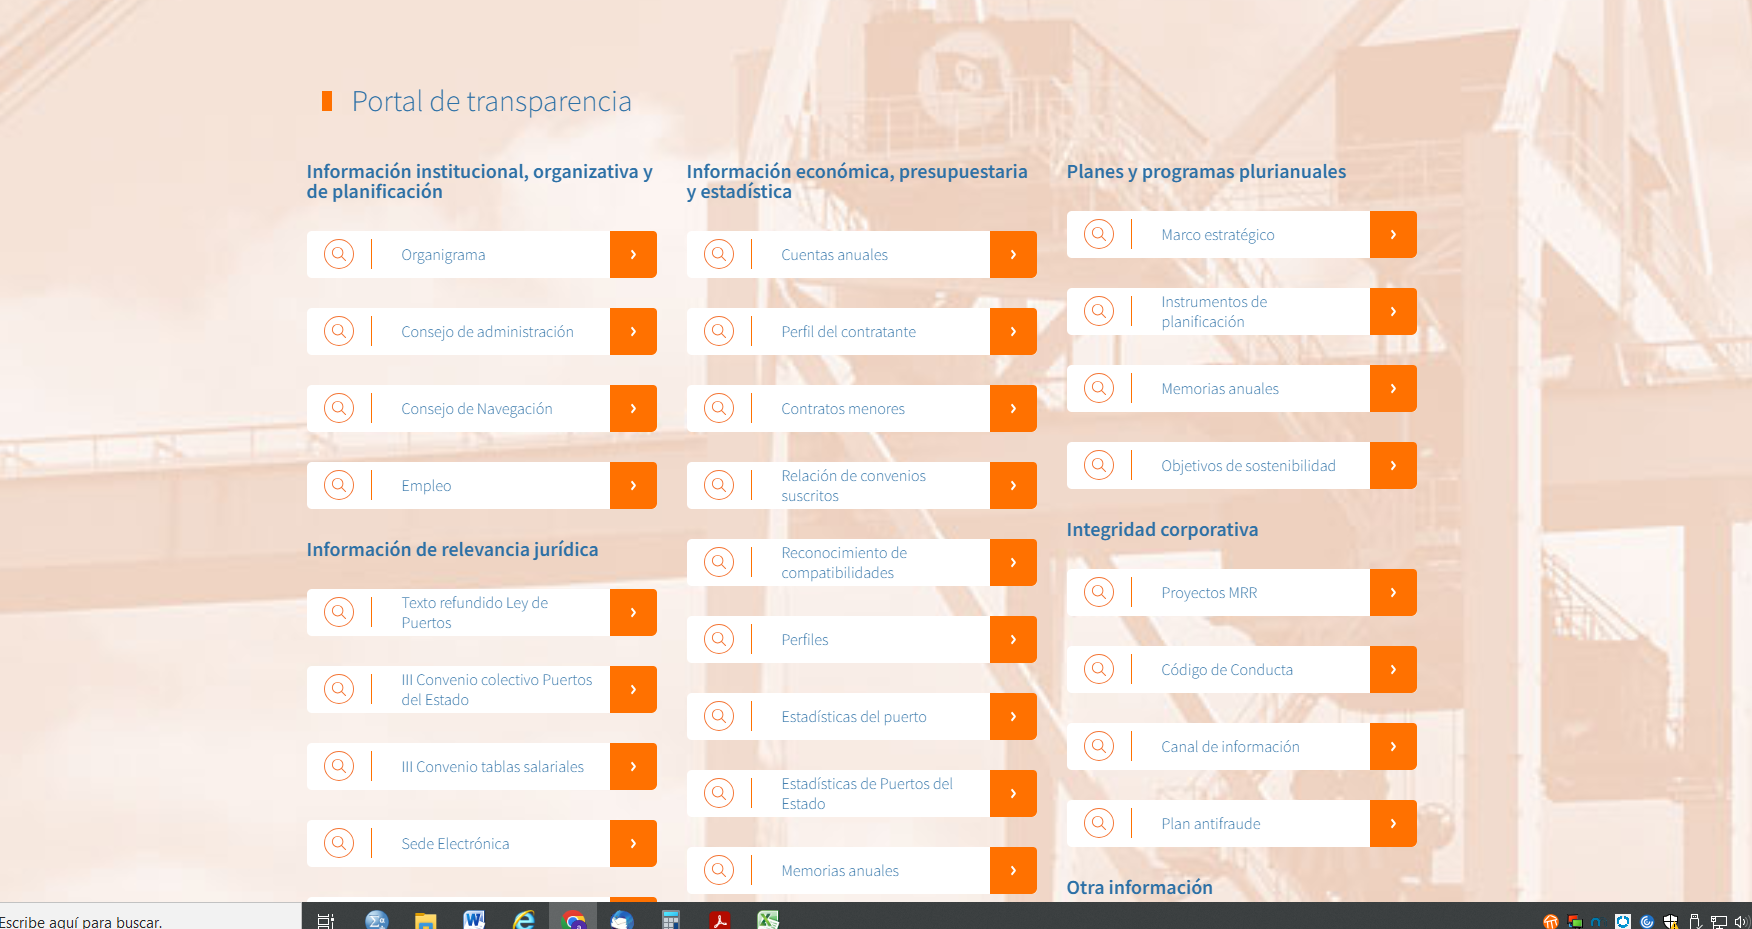 Portal de transparencia
Información institucional, organizativa y
de planificación
Organigrama
Consejo de administración
Consejo de Navegación
Empleo
Información de relevancia jurídica
Texto refundido Ley de
Puertos
III Convenio colectivo Puertos
del Estado
III Convenio tablas salariales
Sede Electrónica
Información económica, presupuestaria
y estadística
Cuentas anuales
Perfil del contratante
Contratos menores
Relación de convenios
suscritos
Reconocimiento de
compatibilidades
Perfiles
Estadísticas del puerto
Estadísticas de Puertos del
Estado
Memorias anuales
Planes y programas plurianuales
Marco estratégico
Instrumentos de
planificación
Memorias anuales
Objetivos de sostenibilidad
Integridad corporativa
Proyectos MRR
Código de Conducta
Canal de información
Plan antifraude
Otra información
Escribe aquí para buscar.